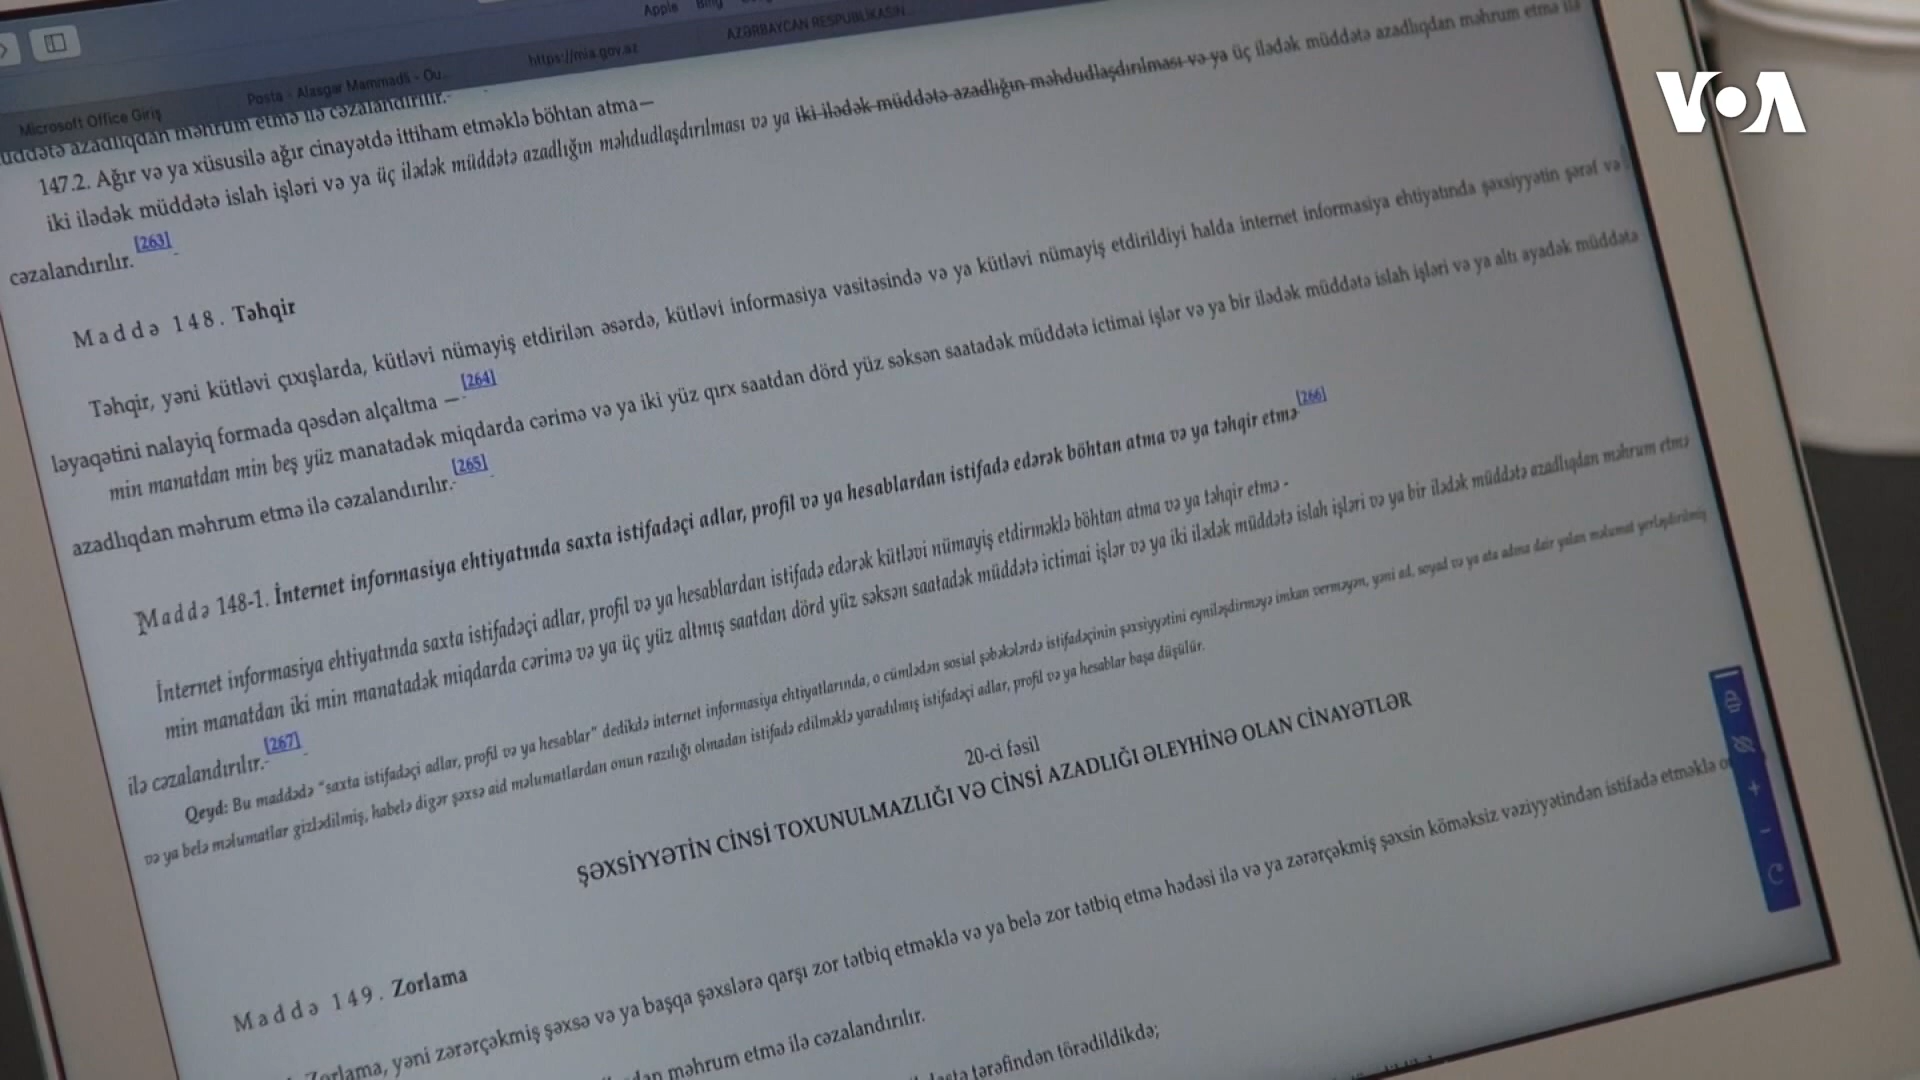 Apple Bing
Microsoft Office Giriş Posta - Alasgar Mammadli - Ou... https://mia.gov.az AZƏRBAYCAN RESPUBLİKASIN...
VOA
müddətə azadlıqdan məhrum etmə ilə cəzalandırılır.
147.2. Ağır və ya xüsusilə ağır cinayətdə ittiham etməklə böhtan atma—
iki ilədək müddətə islah işləri və ya üç ilədək müddətə azadlığın məhdudlaşdırılması və ya iki ilədək müddətə azadlığın məhdudlaşdırılması və ya üç ilədək müddətə azadlıqdan məhrum etmə ilə
cəzalandırılır.[263]
Maddə 148. Təhqir
Təhqir, yəni kütləvi çıxışlarda, kütləvi nümayiş etdirilən əsərdə, kütləvi informasiya vasitəsində və ya kütləvi nümayiş etdirildiyi halda internet informasiya ehtiyatında şəxsiyyətin şərəf və
ləyaqətini nalayiq formada qəsdən alçaltma —[264]
min manatdan min beş yüz manatadək miqdarda cərimə və ya iki yüz qırx saatdan dörd yüz səksən saatadək müddətə ictimai işlər və ya bir ilədək müddətə islah işləri və ya altı ayadək müddətə
azadlıqdan məhrum etmə ilə cəzalandırılır.[265]
Maddə 148-1. İnternet informasiya ehtiyatında saxta istifadəçi adlar, profil və ya hesablardan istifadə edərək böhtan atma və ya təhqir etmə[266]
İnternet informasiya ehtiyatında saxta istifadəçi adlar, profil və ya hesablardan istifadə edərək kütləvi nümayiş etdirməklə böhtan atma və ya təhqir etmə -
min manatdan iki min manatadək miqdarda cərimə və ya üç yüz altmış saatdan dörd yüz səksən saatadək müddətə ictimai işlər və ya iki ilədək müddətə islah işləri və ya bir ilədək müddətə azadlıqdan məhrum etmə
ilə cəzalandırılır.[267]
Qeyd: Bu maddədə “saxta istifadəçi adlar, profil və ya hesablar” dedikdə internet informasiya ehtiyatlarında, o cümlədən sosial şəbəkələrdə istifadəçinin şəxsiyyətini eyniləşdirməyə imkan verməyən, yəni ad, soyad və ya ata adına dair yalan məlumat yerləşdirilmiş
və ya belə məlumatlar gizlədilmiş, habelə digər şəxsə aid məlumatlardan onun razılığı olmadan istifadə edilməklə yaradılmış istifadəçi adlar, profil və ya hesablar başa düşülür.
20-ci fəsil
ŞƏXSİYYƏTİN CİNSİ TOXUNULMAZLIĞI VƏ CİNSİ AZADLIĞI ƏLEYHİNƏ OLAN CİNAYƏTLƏR
Maddə 149. Zorlama
Zorlama, yəni zərərçəkmiş şəxsə və ya başqa şəxslərə qarşı zor tətbiq etməklə və ya belə zor tətbiq etmə hədəsi ilə və ya zərərçəkmiş şəxsin köməksiz vəziyyətindən istifadə etməklə
məhrum etmə ilə cəzalandırılır.
tərəfindən törədildikdə;